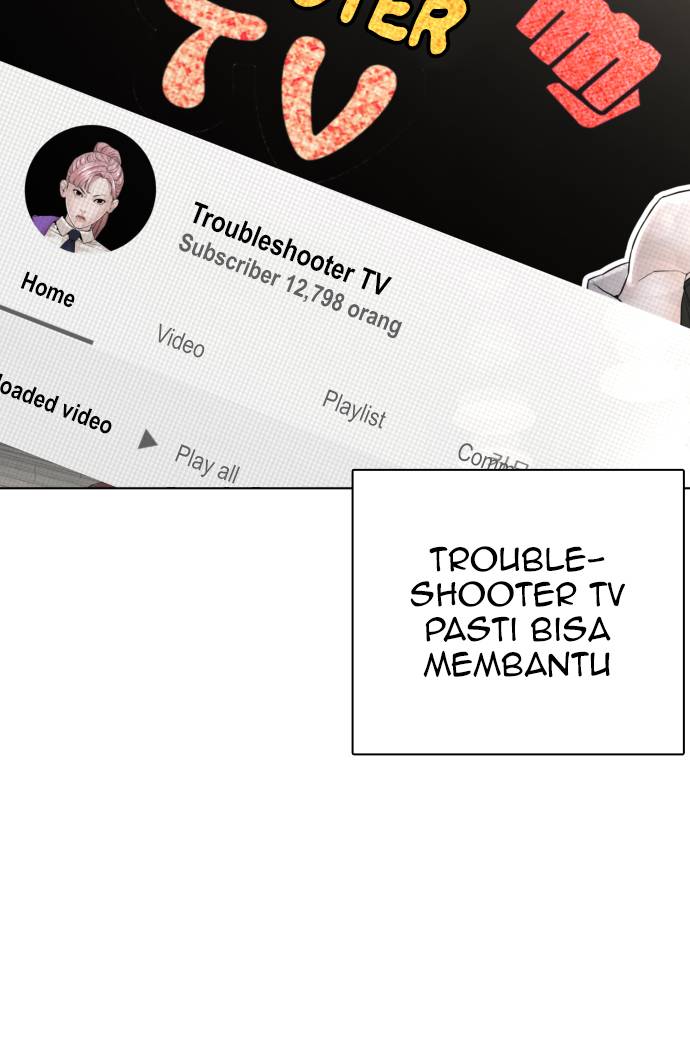 OOTER
TV
Troubleshooter TV
Subscriber 12,798 orang
Home
Video
Playlist
loaded video
Play all
TROUBLE-
SHOOTER TV
PASTI BISA
MEMBANTU